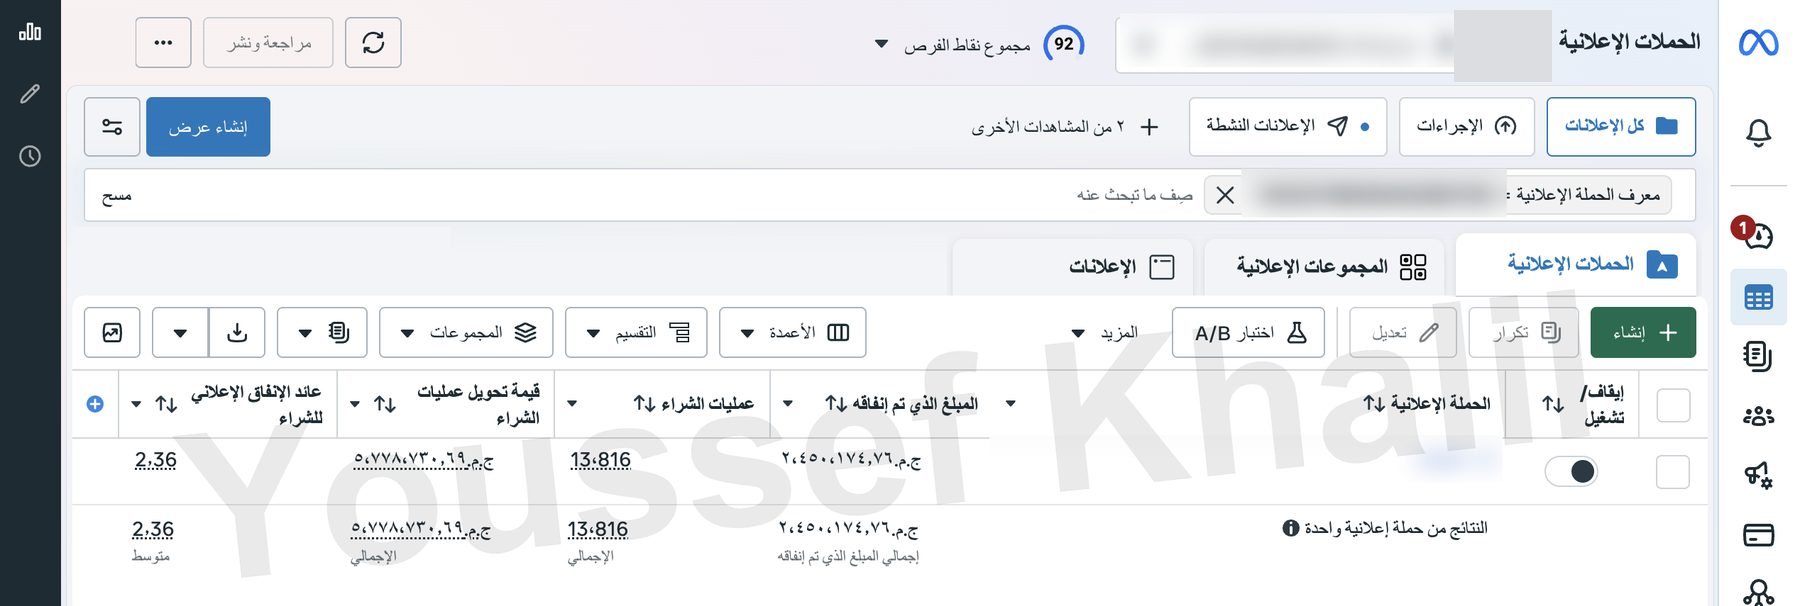 الحملات الإعلانية
92
مجموع نقاط الفرص
مراجعة ونشر
كل الإعلانات
الإجراءات
الإعلانات النشطة
٢ من المشاهدات الأخرى
إنشاء عرض
معرف الحملة الإعلانية =
صِف ما تبحث عنه
مسح
1
الحملات الإعلانية
المجموعات الإعلانية
الإعلانات
إنشاء
تكرار
تعديل
اختبار A/B
المزيد
الأعمدة
التقسيم
المجموعات
إيقاف/
تشغيل
الحملة الإعلانية
المبلغ الذي تم إنفاقه
عمليات الشراء
قيمة تحويل عمليات
الشراء
عائد الإنفاق الإعلاني
للشراء
ج.م.٢،٤٥٠،١٧٤,٧٦
13،816
ج.م.٥،٧٧٨،٧٣٠,٦٩
2,36
النتائج من حملة إعلانية واحدة
ج.م.٢،٤٥٠،١٧٤,٧٦
إجمالي المبلغ الذي تم إنفاقه
13،816
الإجمالي
ج.م.٥،٧٧٨،٧٣٠,٦٩
الإجمالي
2,36
متوسط
Youssef Khalil